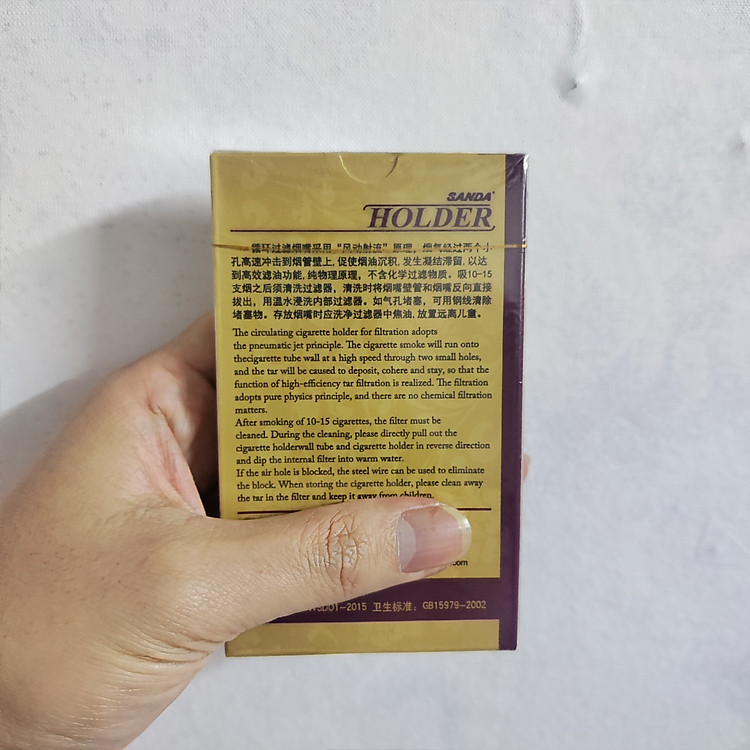 SANDA
HOLDER
循环过滤烟嘴采用"风动射流"原理，烟气经过两个小
孔高速冲击到烟管壁上，促使烟油沉积，发生凝结滞留，以达
到高效滤油功能，纯物理原理，不含化学过滤物质。吸10-15
支烟之后须清洗过滤器，清洗时将烟嘴壁管和烟嘴反向直接
拔出，用温水浸洗内部过滤器。如气孔堵塞，可用钢线清除
堵塞物。存放烟嘴时应洗净过滤器中焦油，放置远离儿童。
The circulating cigarette holder for filtration adopts
the pneumatic jet principle. The cigarette smoke will run onto
thecigarette tube wall at a high speed through two small holes,
and the tar will be caused to deposit, cohere and stay, so that the
function of high-efficiency tar filtration is realized. The filtration
adopts pure physics principle, and there are no chemical filtration
matters.
After smoking of 10-15 cigarettes, the filter must be
cleaned. During the cleaning, please directly pull out the
cigarette holderwall tube and cigarette holder in reverse direction
and dip the internal filter into warm water.
If the air hole is blocked, the steel wire can be used to eliminate
the block. When storing the cigarette holder, please clean away
the tar in the filter and keep it away from children.
.com
-2015 卫生标准：GB15979-2002